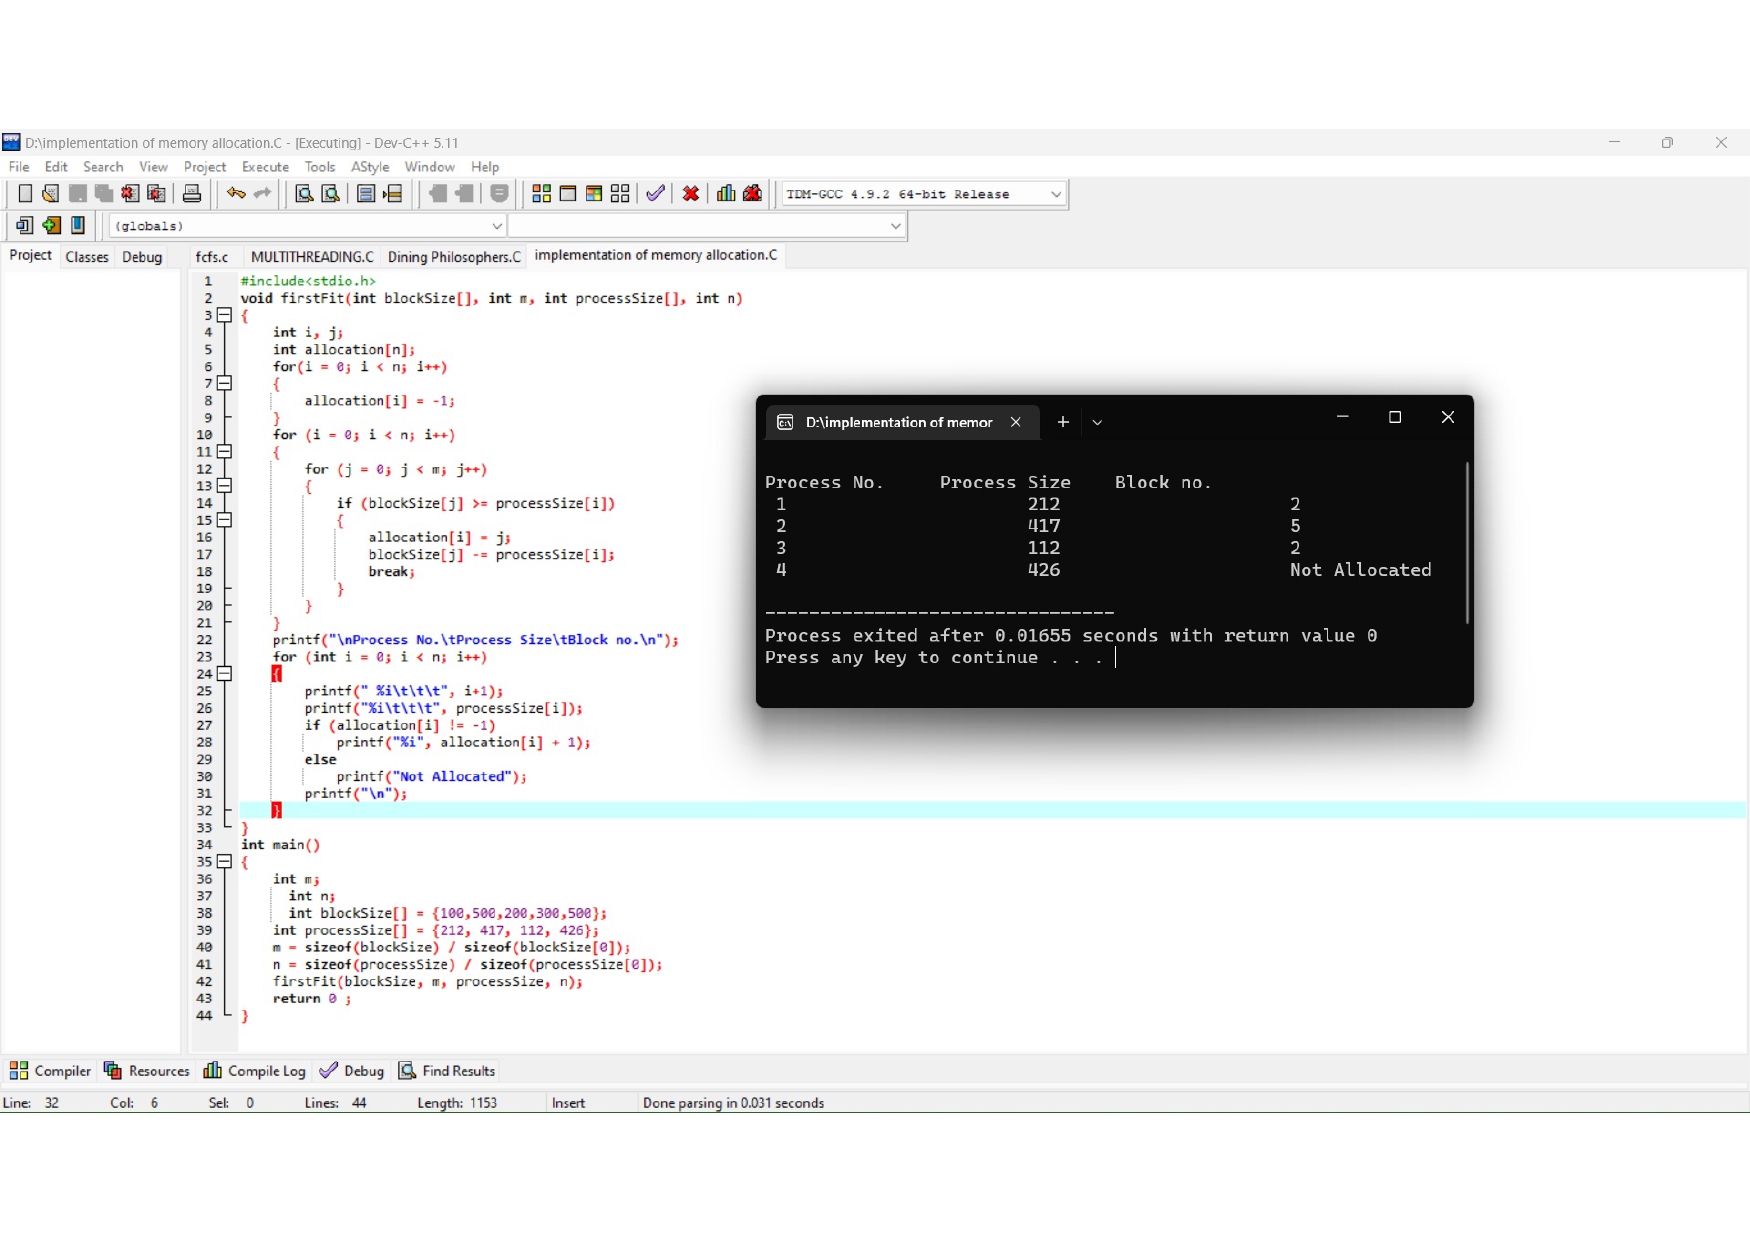 D:\implementation of memory allocation.C - [Executing] - Dev-C++ 5.11
File Edit Search View Project Execute Tools AStyle Window Help
TDM-GCC 4.9.2 64-bit Release
(globals)
Project Classes Debug
fcfs.c MULTITHREADING.C Dining Philosophers.C implementation of memory allocation.C
1 #include<stdio.h>
2 void firstFit(int blockSize[], int m, int processSize[], int n)
3 {
4 int i, j;
5 int allocation[n];
6 for(i = 0; i < n; i++)
7 {
8 allocation[i] = -1;
9 }
10 for (i = 0; i < n; i++)
11 {
12 for (j = 0; j < m; j++)
13 {
14 if (blockSize[j] >= processSize[i])
15 {
16 allocation[i] = j;
17 blockSize[j] -= processSize[i];
18 break;
19 }
20 }
21 }
22 printf("\nProcess No.\tProcess Size\tBlock no.\n");
23 for (int i = 0; i < n; i++)
24 {
25 printf(" %i\t\t\t", i+1);
26 printf("%i\t\t\t", processSize[i]);
27 if (allocation[i] != -1)
28 printf("%i", allocation[i] + 1);
29 else
30 printf("Not Allocated");
31 printf("\n");
32 }
33 }
34 int main()
35 {
36 int m;
37 int n;
38 int blockSize[] = {100,500,200,300,500};
39 int processSize[] = {212, 417, 112, 426};
40 m = sizeof(blockSize) / sizeof(blockSize[0]);
41 n = sizeof(processSize) / sizeof(processSize[0]);
42 firstFit(blockSize, m, processSize, n);
43 return 0 ;
44 }
D:\implementation of memor
Process No. Process Size Block no.
1 212 2
2 417 5
3 112 2
4 426 Not Allocated
--------------------------------
Process exited after 0.01655 seconds with return value 0
Press any key to continue . . .
Compiler Resources Compile Log Debug Find Results
Line: 32 Col: 6 Sel: 0 Lines: 44 Length: 1153 Insert Done parsing in 0.031 seconds